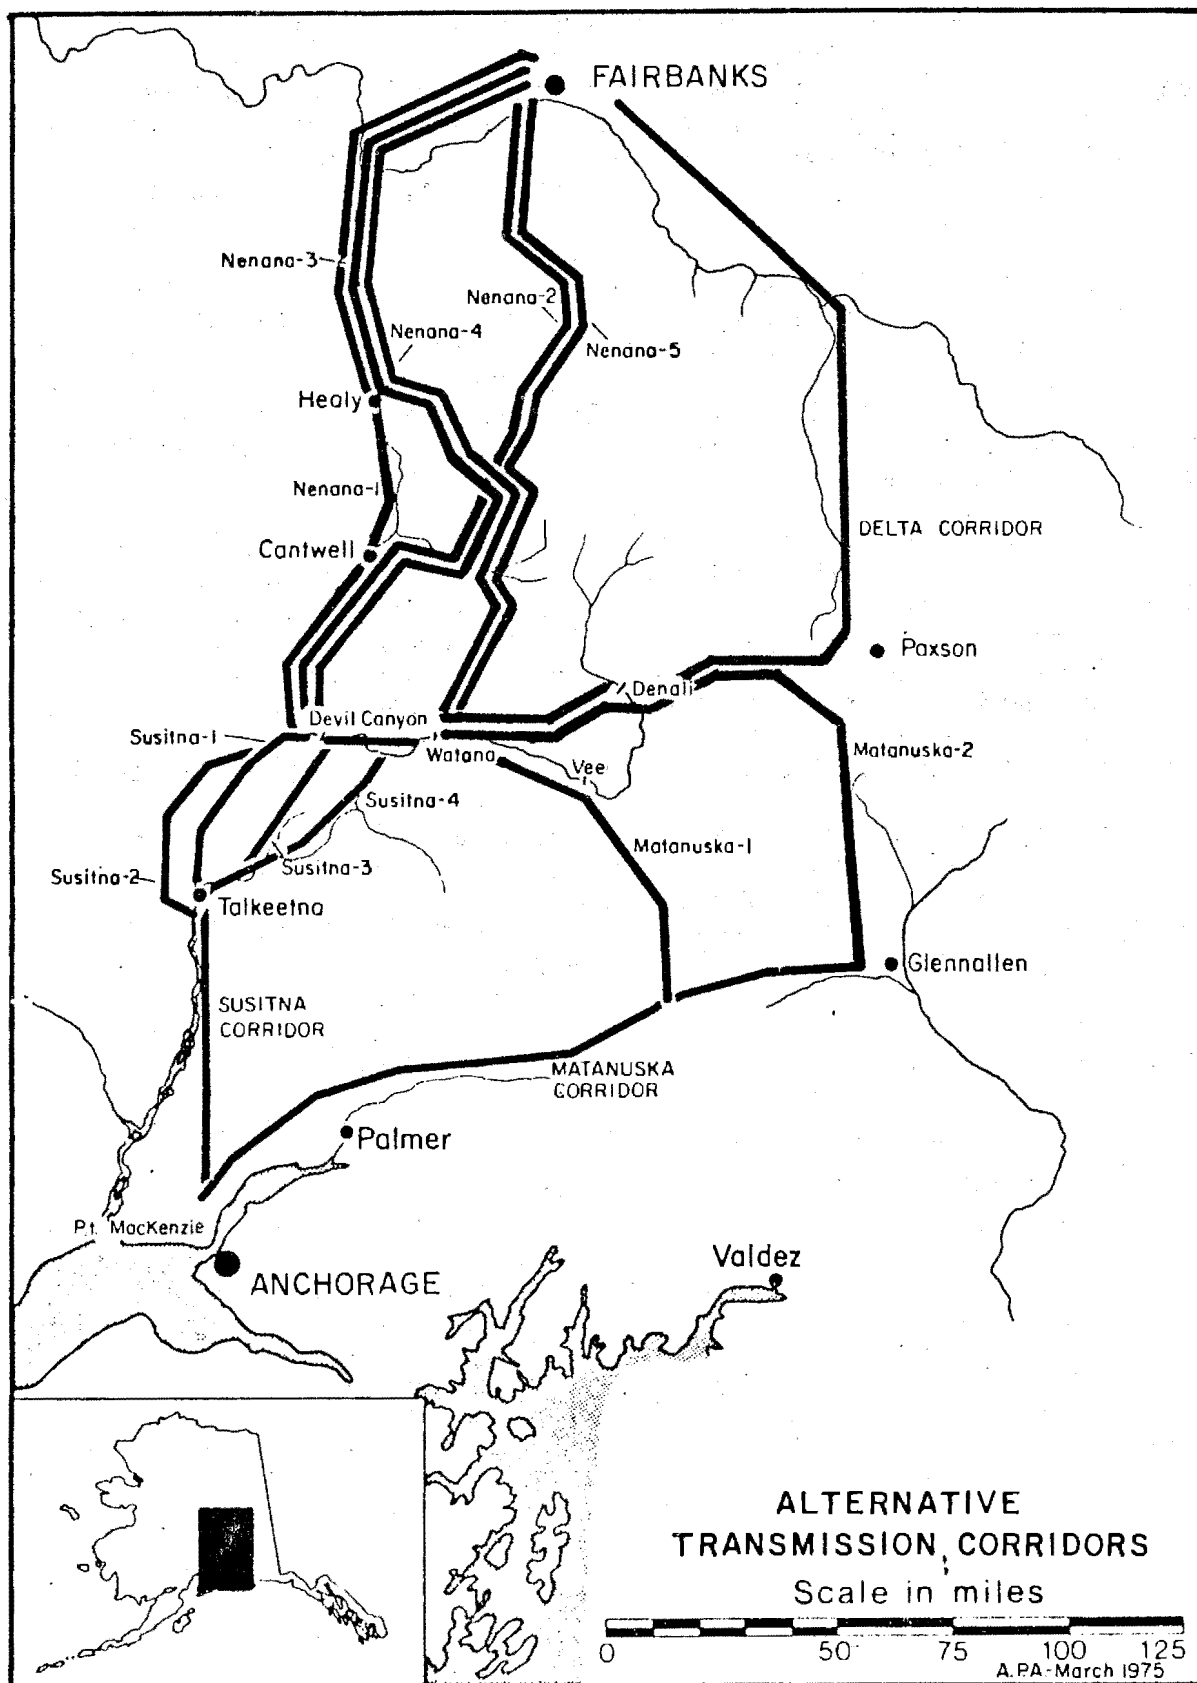 FAIRBANKS
Nenana-3
Nenana-2
Nenana-4
Nenana-5
Healy
Nenana-1
DELTA CORRIDOR
Cantwell
Paxson
Denali
Devil Canyon
Susitna-1
Watana
Matanuska-2
Vee
Susitna-4
Matanuska-1
Susitna-3
Susitna-2
Talkeetna
Glennallen
SUSITNA
CORRIDOR
MATANUSKA
CORRIDOR
Palmer
Pt. MacKenzie
Valdez
ANCHORAGE
ALTERNATIVE
TRANSMISSION CORRIDORS
Scale in miles
0 50 75 100 125
A.P.A.-March 1975